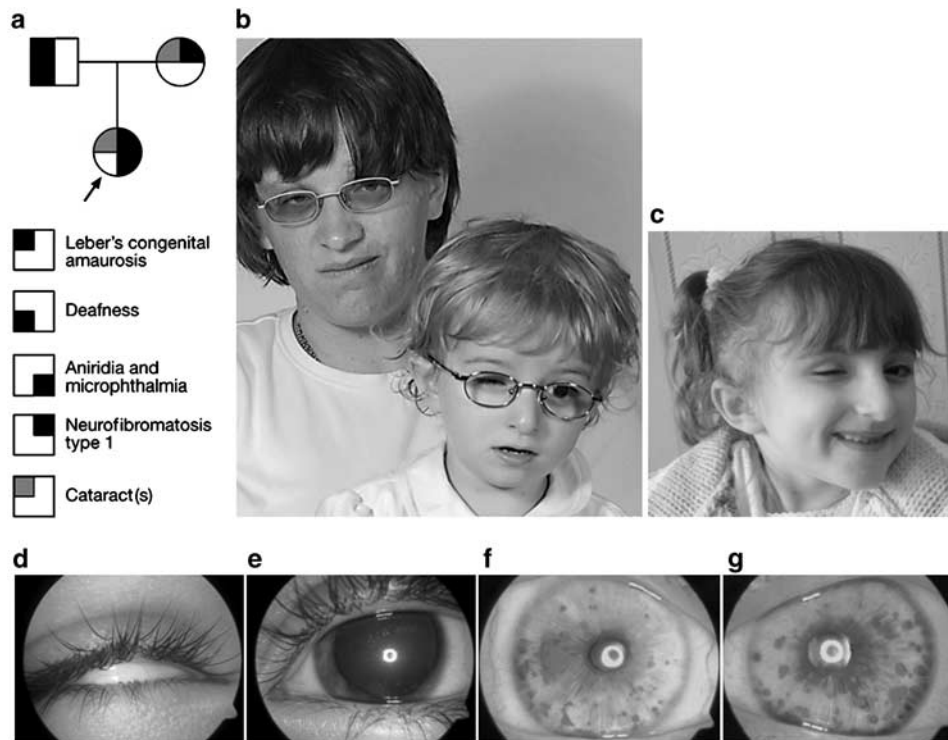 a
b
c
Leber's congenital
amaurosis
Deafness
Aniridia and
microphthalmia
Neurofibromatosis
type 1
Cataract(s)
d
e
f
g